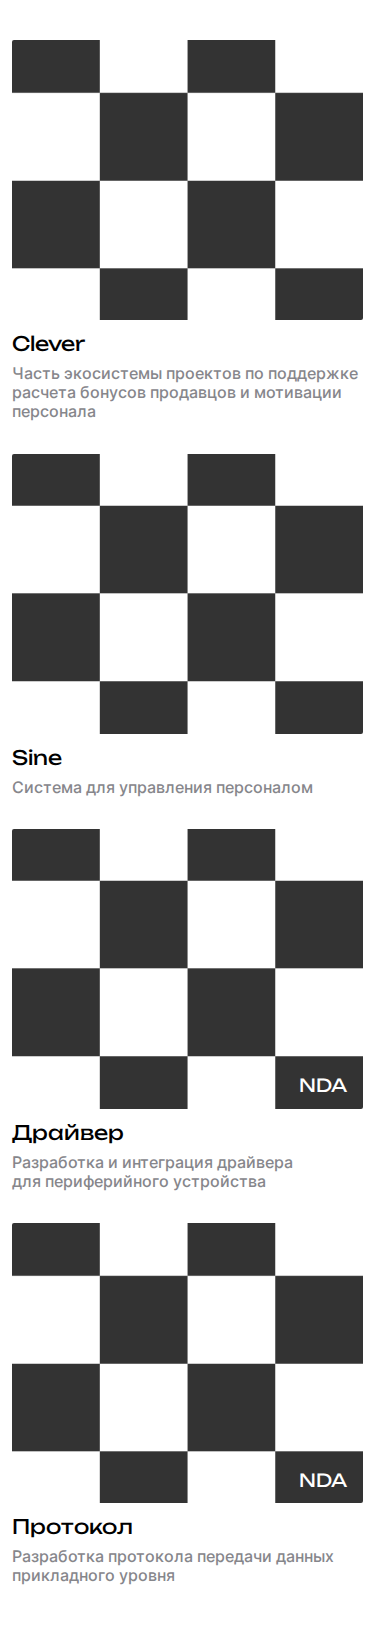 Clever
Часть экосистемы проектов по поддержке
расчета бонусов продавцов и мотивации
персонала
Sine
Система для управления персоналом
NDA
Драйвер
Разработка и интеграция драйвера
для периферийного устройства
NDA
Протокол
Разработка протокола передачи данных
прикладного уровня